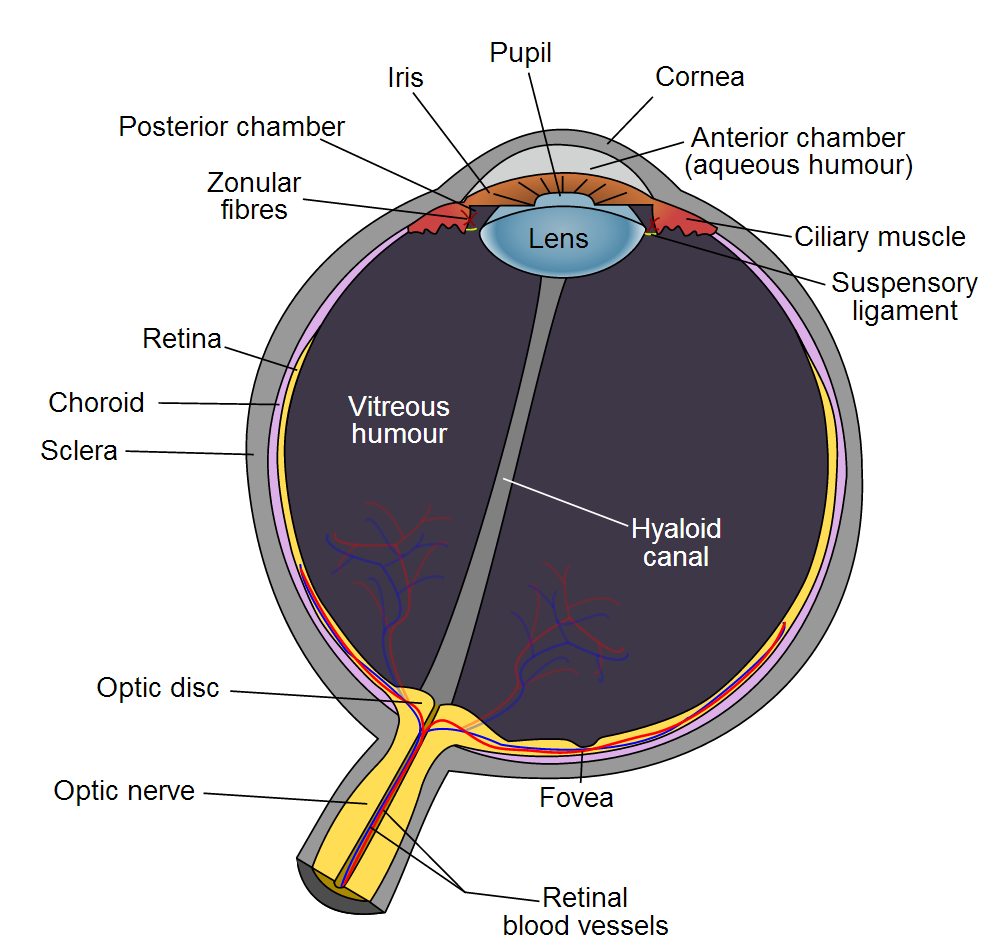 Pupil
Iris
Cornea
Posterior chamber
Anterior chamber
(aqueous humour)
Zonular
fibres
Lens
Ciliary muscle
Suspensory
ligament
Retina
Choroid
Vitreous
humour
Sclera
Hyaloid
canal
Optic disc
Optic nerve
Fovea
Retinal
blood vessels